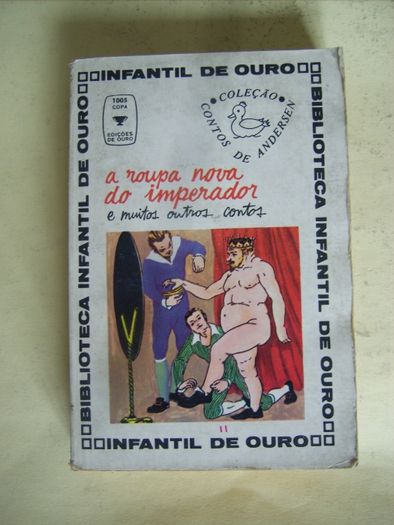 INFANTIL DE OURO
BIBLIOTECA INFANTIL DE OURO
BIBLIOTECA INFANTIL DE OURO
1005
COPA
EDIÇÕES
DE OURO
COLEÇÃO
CONTOS DE ANDERSEN
a roupa nova
do imperador
e muitos outros contos
INFANTIL DE OURO